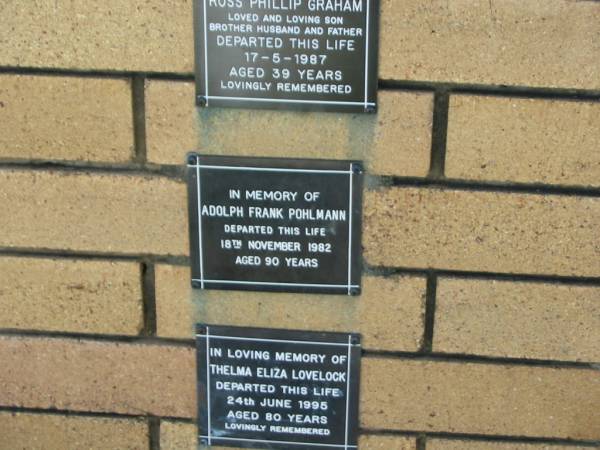 ROSS PHILLIP GRAHAM
LOVED AND LOVING SON
BROTHER HUSBAND AND FATHER
DEPARTED THIS LIFE
17-5-1987
AGED 39 YEARS
LOVINGLY REMEMBERED
IN MEMORY OF
ADOLPH FRANK POHLMANN
DEPARTED THIS LIFE
18TH NOVEMBER 1982
AGED 90 YEARS
IN LOVING MEMORY OF
THELMA ELIZA LOVELOCK
DEPARTED THIS LIFE
24th JUNE 1995
AGED 80 YEARS
LOVINGLY REMEMBERED